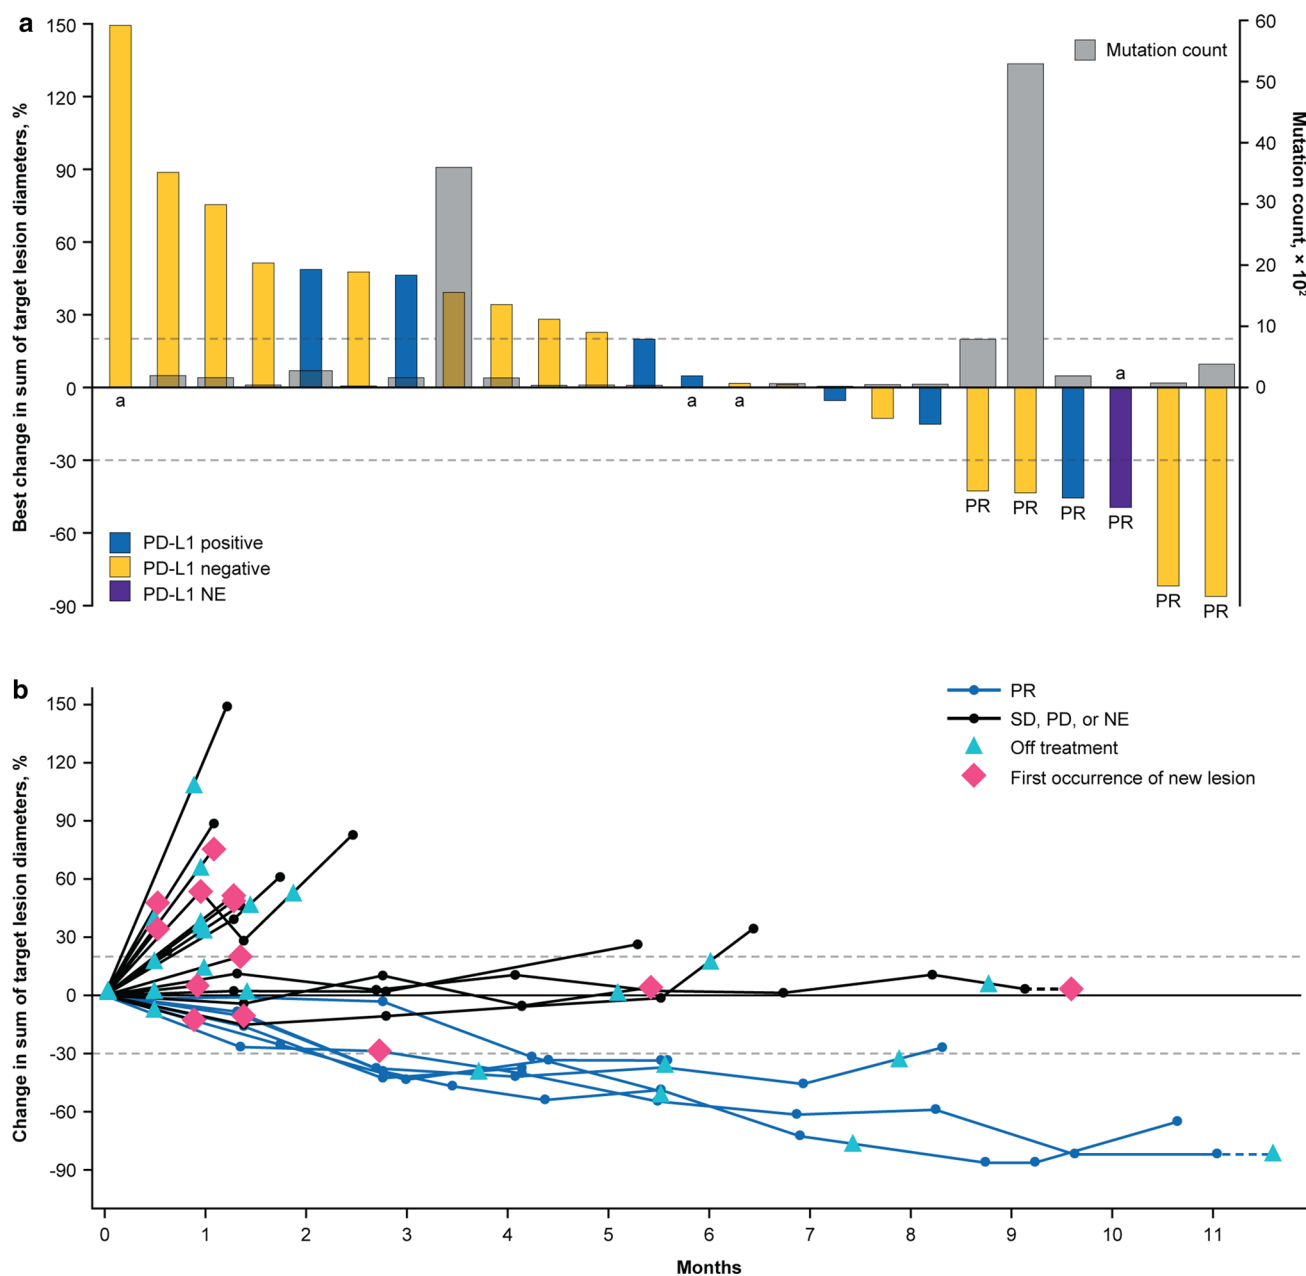 a
150
120
90
60
30
0
-30
-60
-90
Best change in sum of target lesion diameters, %
60
50
40
30
20
10
0
Mutation count, × 10²
Mutation count
a
a
a
a
PR
PR
PR
PR
PR
PR
PD-L1 positive
PD-L1 negative
PD-L1 NE
b
150
120
90
60
30
0
-30
-60
-90
Change in sum of target lesion diameters, %
PR
SD, PD, or NE
Off treatment
First occurrence of new lesion
0 1 2 3 4 5 6 7 8 9 10 11
Months